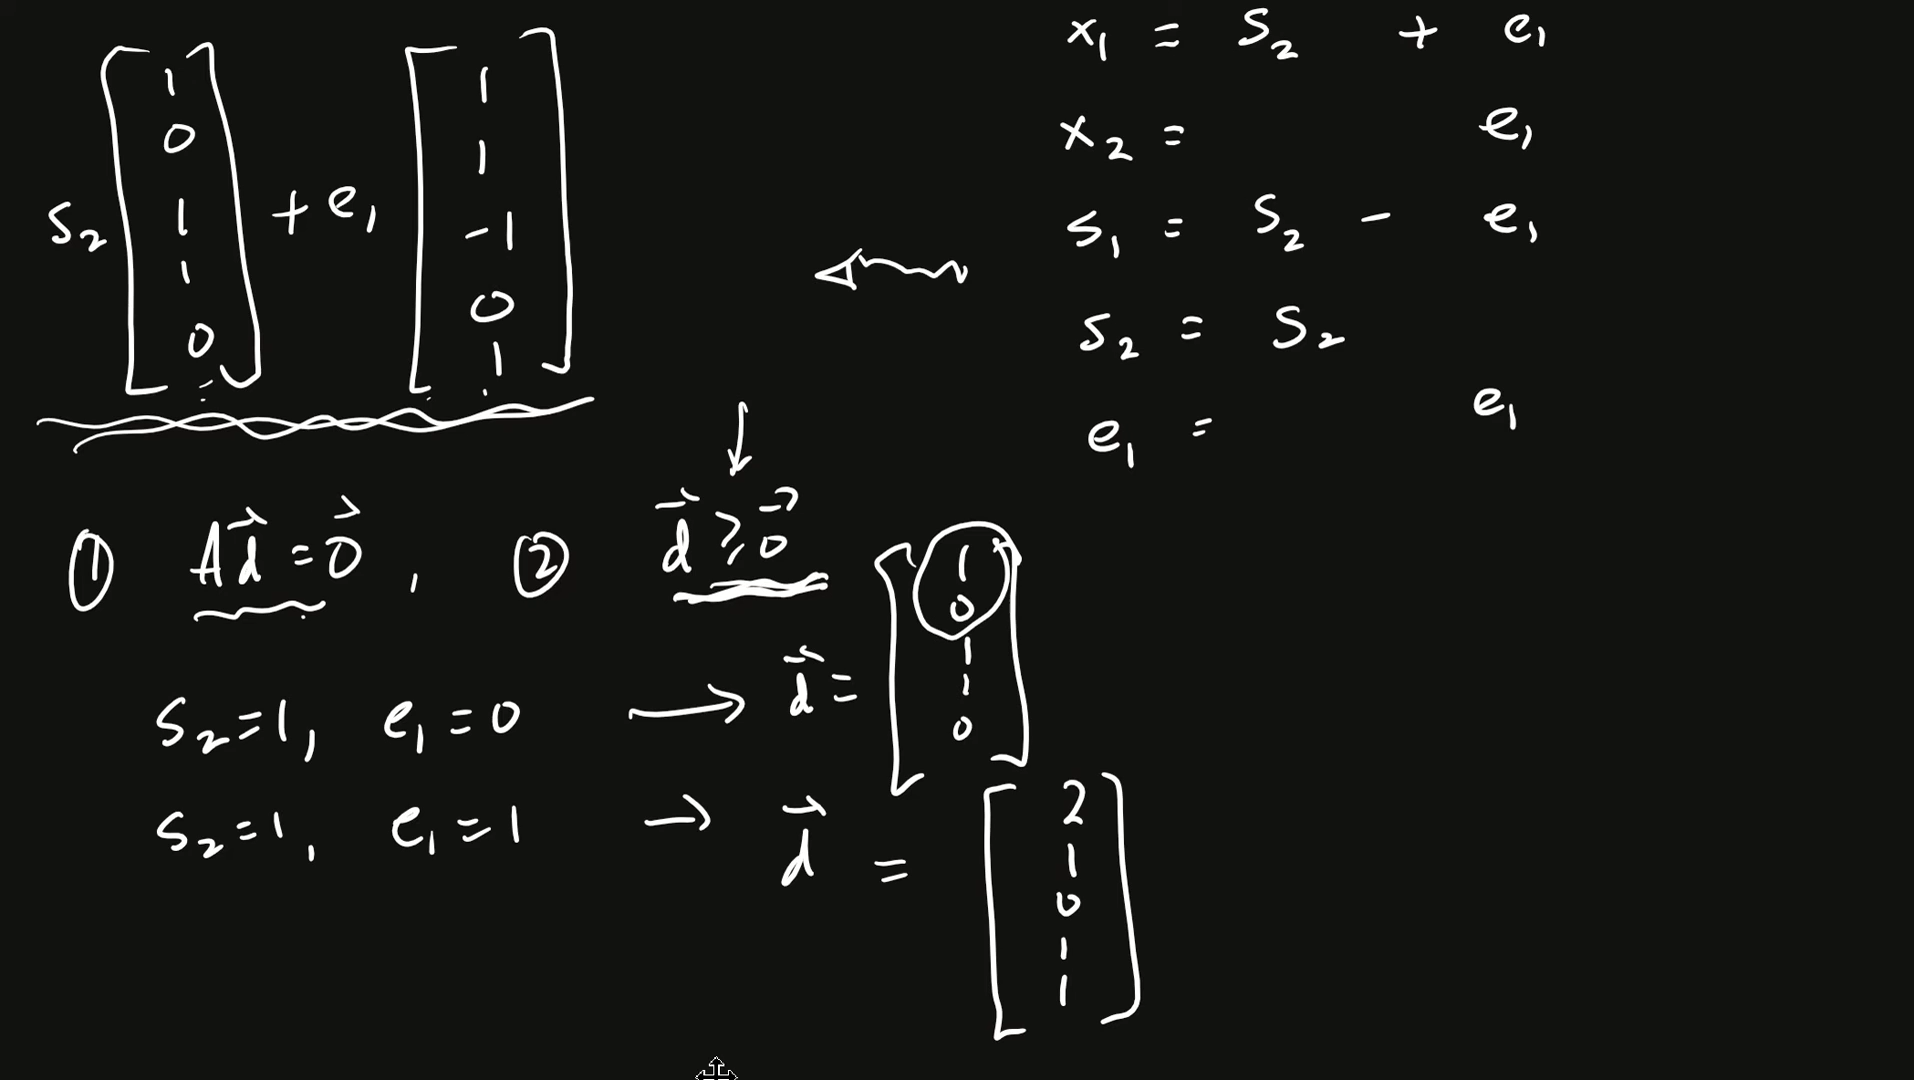 s₂ [1 0 1 1 0] + e₁ [1 1 -1 0 1]
x₁ = s₂ + e₁
x₂ = e₁
s₁ = s₂ - e₁
s₂ = s₂
e₁ = e₁
① Ad⃗ = 0⃗ , ② d⃗ ≥ 0⃗
s₂ = 1, e₁ = 0 → d⃗ = [1 0 1 1 0]
s₂ = 1, e₁ = 1 → d⃗ = [2 1 0 1 1]